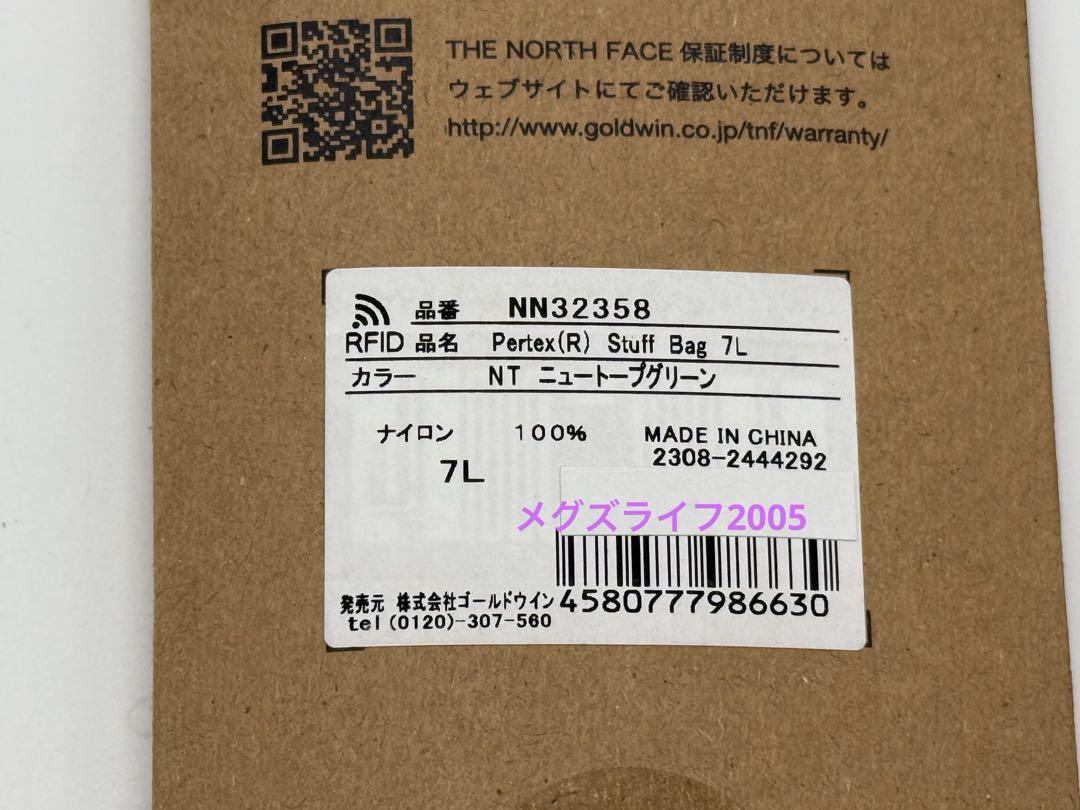 THE NORTH FACE 保証制度については
ウェブサイトにてご確認いただけます。
http://www.goldwin.co.jp/tnf/warranty/
品番 NN32358
RFID 品名 Pertex(R) Stuff Bag 7L
カラー NT ニュートープグリーン
ナイロン 100% MADE IN CHINA
2308-2444292
7L
メグズライフ2005
発売元 株式会社ゴールドウイン 4580777986630
tel(0120)-307-560